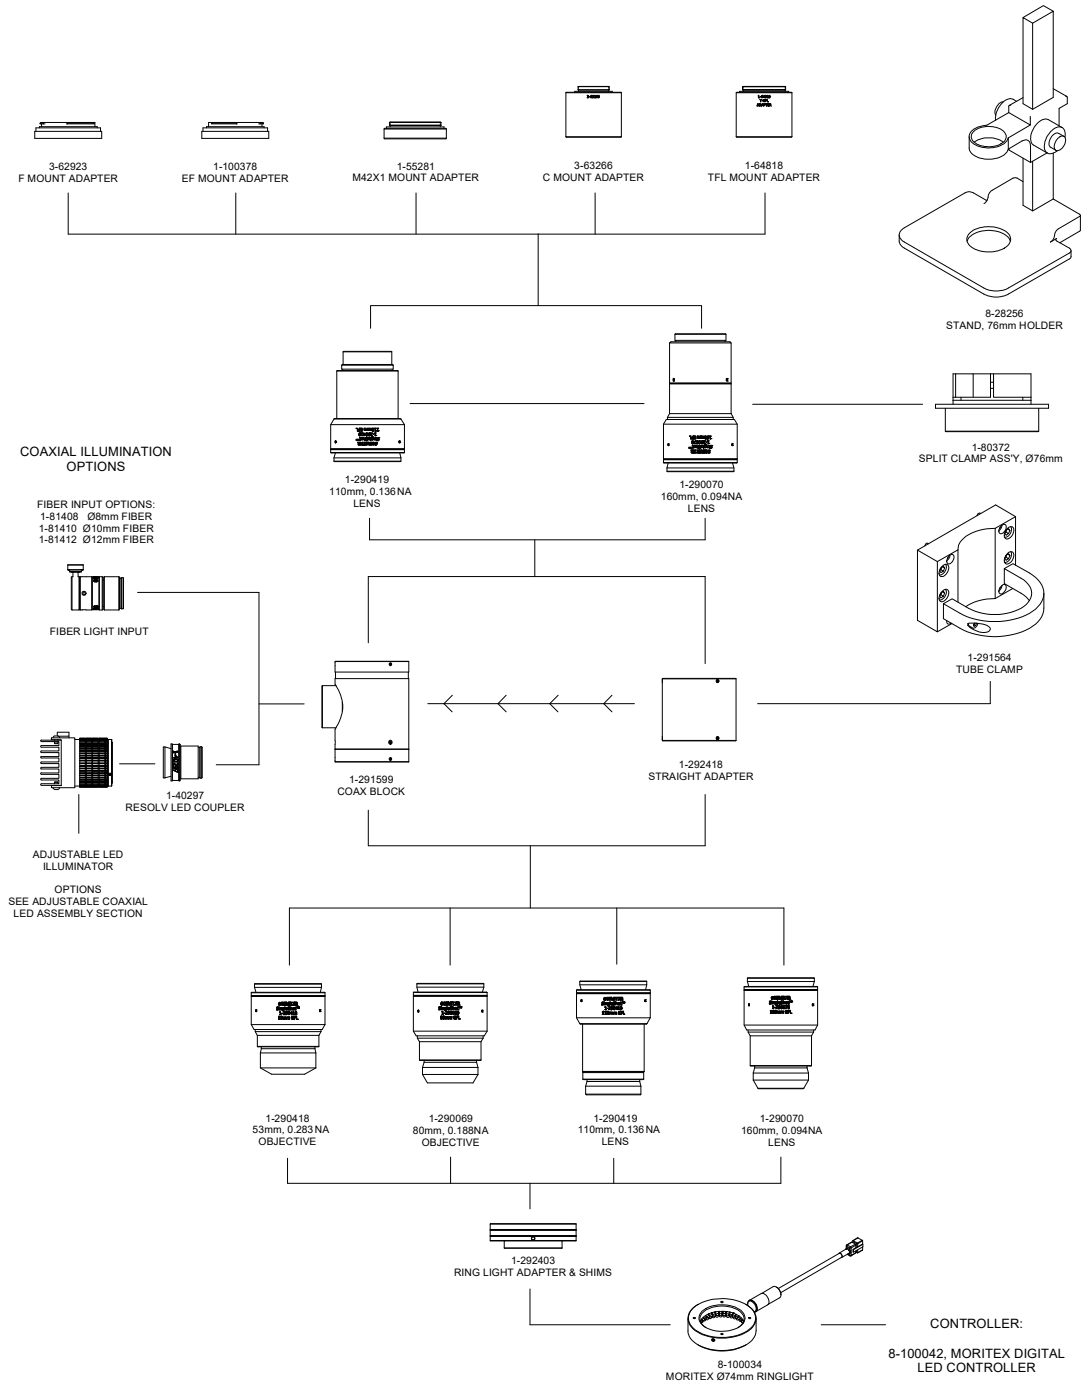 3-62923
F MOUNT ADAPTER
1-100378
EF MOUNT ADAPTER
1-55281
M42X1 MOUNT ADAPTER
3-63266
C MOUNT ADAPTER
1-64818
TFL MOUNT ADAPTER
8-28256
STAND, 76mm HOLDER
1-290419
110mm, 0.136NA
LENS
1-290070
160mm, 0.094NA
LENS
1-80372
SPLIT CLAMP ASS'Y, Ø76mm
COAXIAL ILLUMINATION
OPTIONS
FIBER INPUT OPTIONS:
1-81408 Ø8mm FIBER
1-81410 Ø10mm FIBER
1-81412 Ø12mm FIBER
FIBER LIGHT INPUT
1-291564
TUBE CLAMP
1-291599
COAX BLOCK
1-292418
STRAIGHT ADAPTER
1-40297
RESOLV LED COUPLER
ADJUSTABLE LED
ILLUMINATOR
OPTIONS
SEE ADJUSTABLE COAXIAL
LED ASSEMBLY SECTION
1-290418
53mm, 0.283NA
OBJECTIVE
1-290069
80mm, 0.188NA
OBJECTIVE
1-290419
110mm, 0.136NA
LENS
1-290070
160mm, 0.094NA
LENS
1-292403
RING LIGHT ADAPTER & SHIMS
8-100034
MORITEX Ø74mm RINGLIGHT
CONTROLLER:
8-100042, MORITEX DIGITAL
LED CONTROLLER